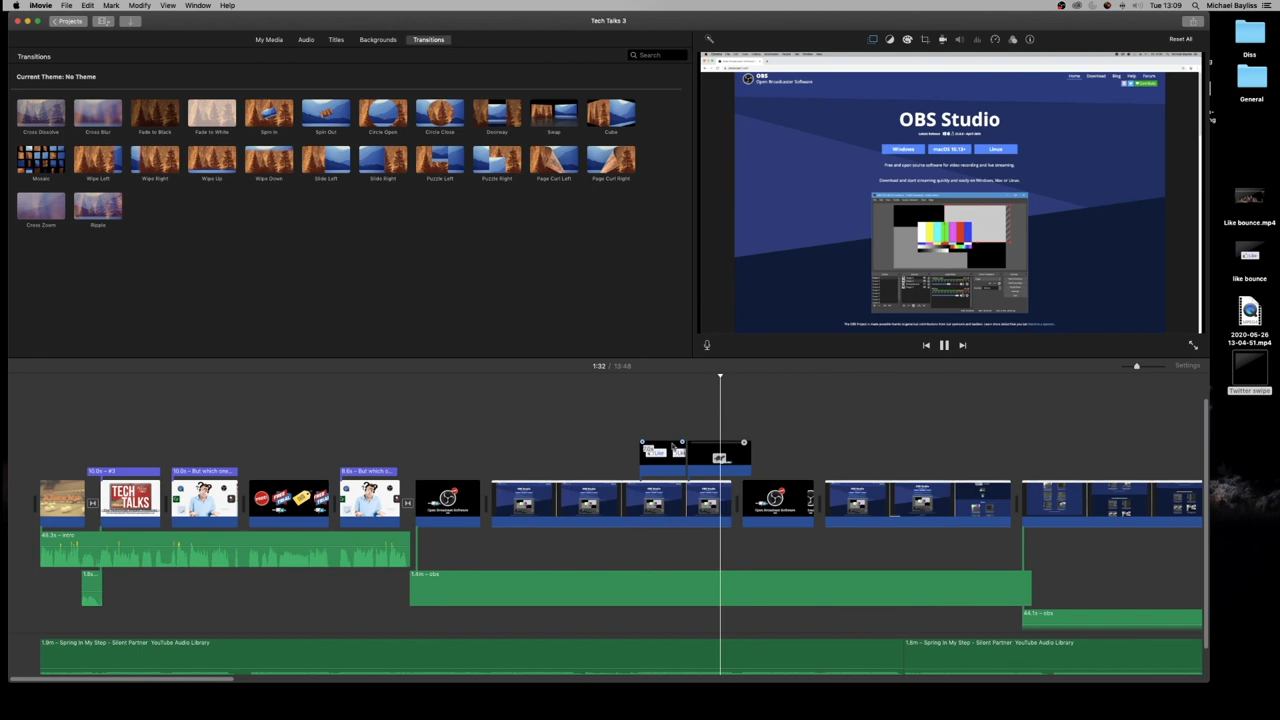 iMovie File Edit Mark Modify View Window Help
Tue 13:09 Michael Bayliss
Projects
Tech Talks 3
My Media Audio Titles Backgrounds Transitions
Reset All
Transitions
Search
Current Theme: No Theme
Cross Dissolve Cross Blur Fade to Black Fade to White Spin In Spin Out Circle Open Circle Close Doorway Swap Cube
Mosaic Wipe Left Wipe Right Wipe Up Wipe Down Slide Left Slide Right Puzzle Left Puzzle Right Page Curl Left Page Curl Right
Cross Zoom Ripple
OBS
Open Broadcaster Software
Home Download Blog Help Forum
OBS Studio
Windows macOS 10.13+ Linux
Free and open source software for video recording and live streaming.
Download and start streaming quickly and easily on Windows, Mac or Linux.
Diss
General
Like bounce.mp4
like bounce
2020-05-26
13-04-51.mp4
Twitter swipe
1:32 / 13:48
Settings
10.0s – #3
10.0s – But which one…
8.6s – But which o…
TECH
TALKS
FREE
Open Broadcaster Software
Open Broadcaster Software
46.3s – intro
1.8s…
1.4m – obs
44.1s – obs
1.9m – Spring In My Step - Silent Partner YouTube Audio Library
1.8m – Spring In My Step - Silent Partner YouTube Audio Library